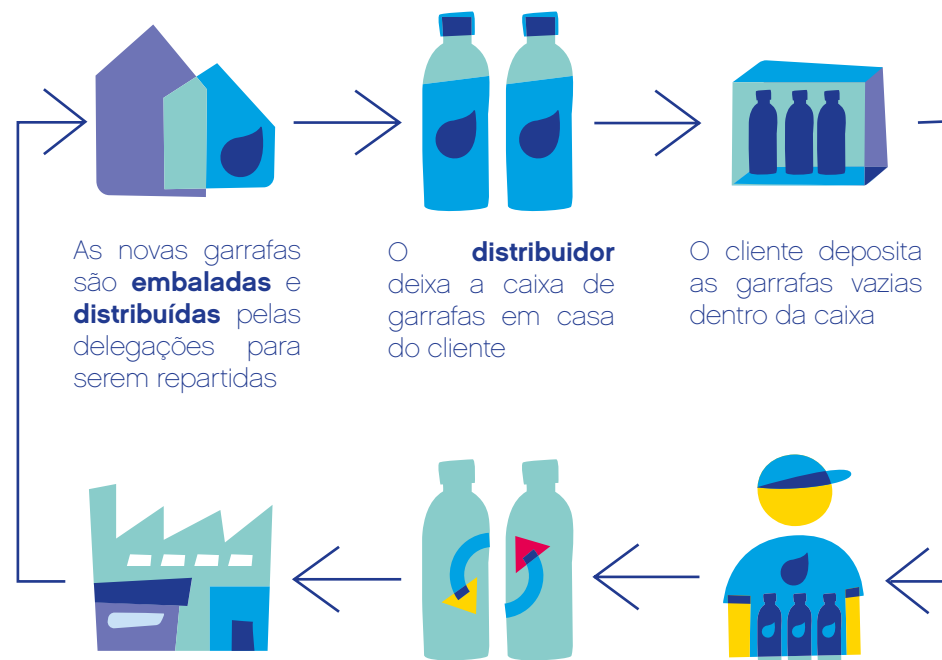 As novas garrafas
são embaladas e
distribuídas pelas
delegações para
serem repartidas
O distribuidor
deixa a caixa de
garrafas em casa
do cliente
O cliente deposita
as garrafas vazias
dentro da caixa